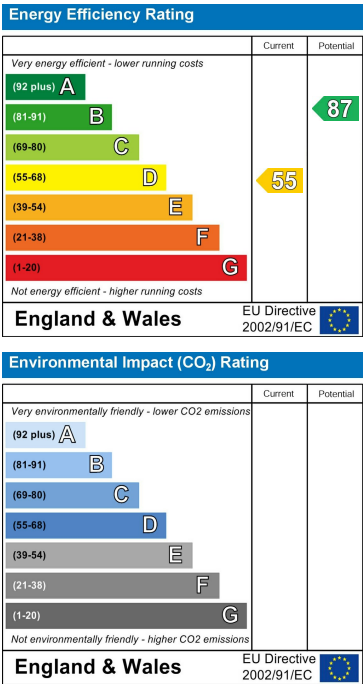 Energy Efficiency Rating
Current Potential
Very energy efficient - lower running costs
(92 plus) A
(81-91) B
87
(69-80) C
(55-68) D
55
(39-54) E
(21-38) F
(1-20) G
Not energy efficient - higher running costs
England & Wales
EU Directive
2002/91/EC
Environmental Impact (CO₂) Rating
Current Potential
Very environmentally friendly - lower CO2 emissions
(92 plus) A
(81-91) B
(69-80) C
(55-68) D
(39-54) E
(21-38) F
(1-20) G
Not environmentally friendly - higher CO2 emissions
England & Wales
EU Directive
2002/91/EC